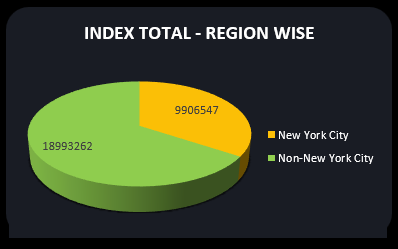 INDEX TOTAL - REGION WISE
9906547
18993262
New York City
Non-New York City